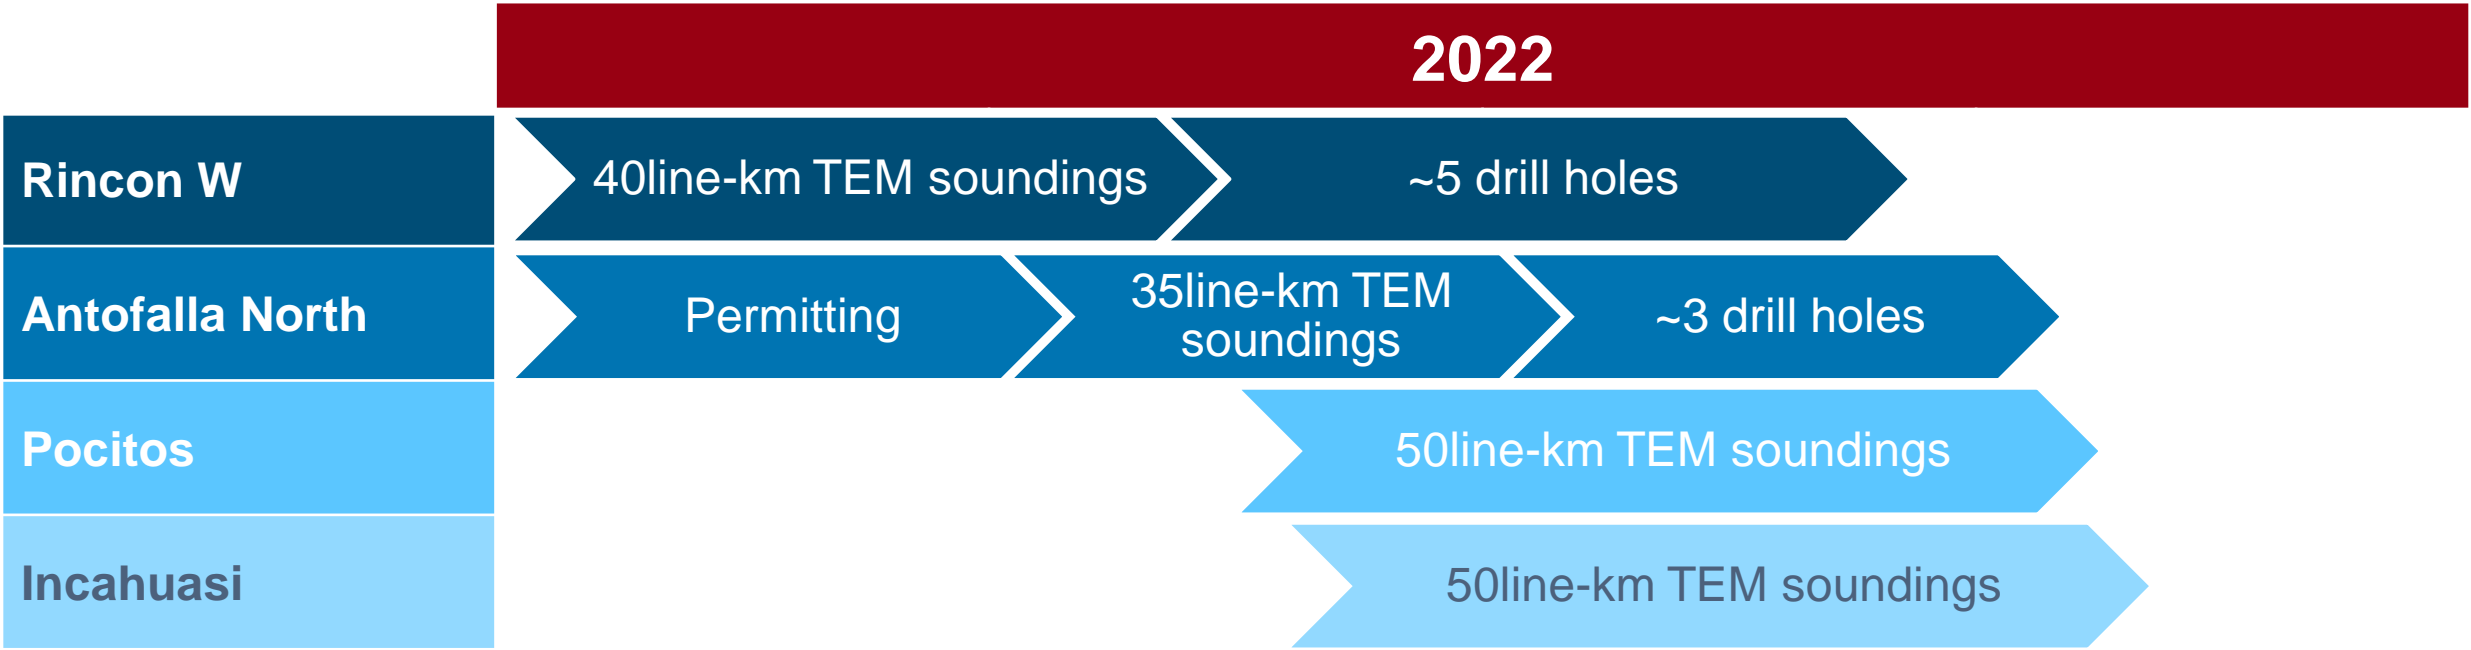 2022
Rincon W
40line-km TEM soundings
~5 drill holes
Antofalla North
Permitting
35line-km TEM
soundings
~3 drill holes
Pocitos
50line-km TEM soundings
Incahuasi
50line-km TEM soundings